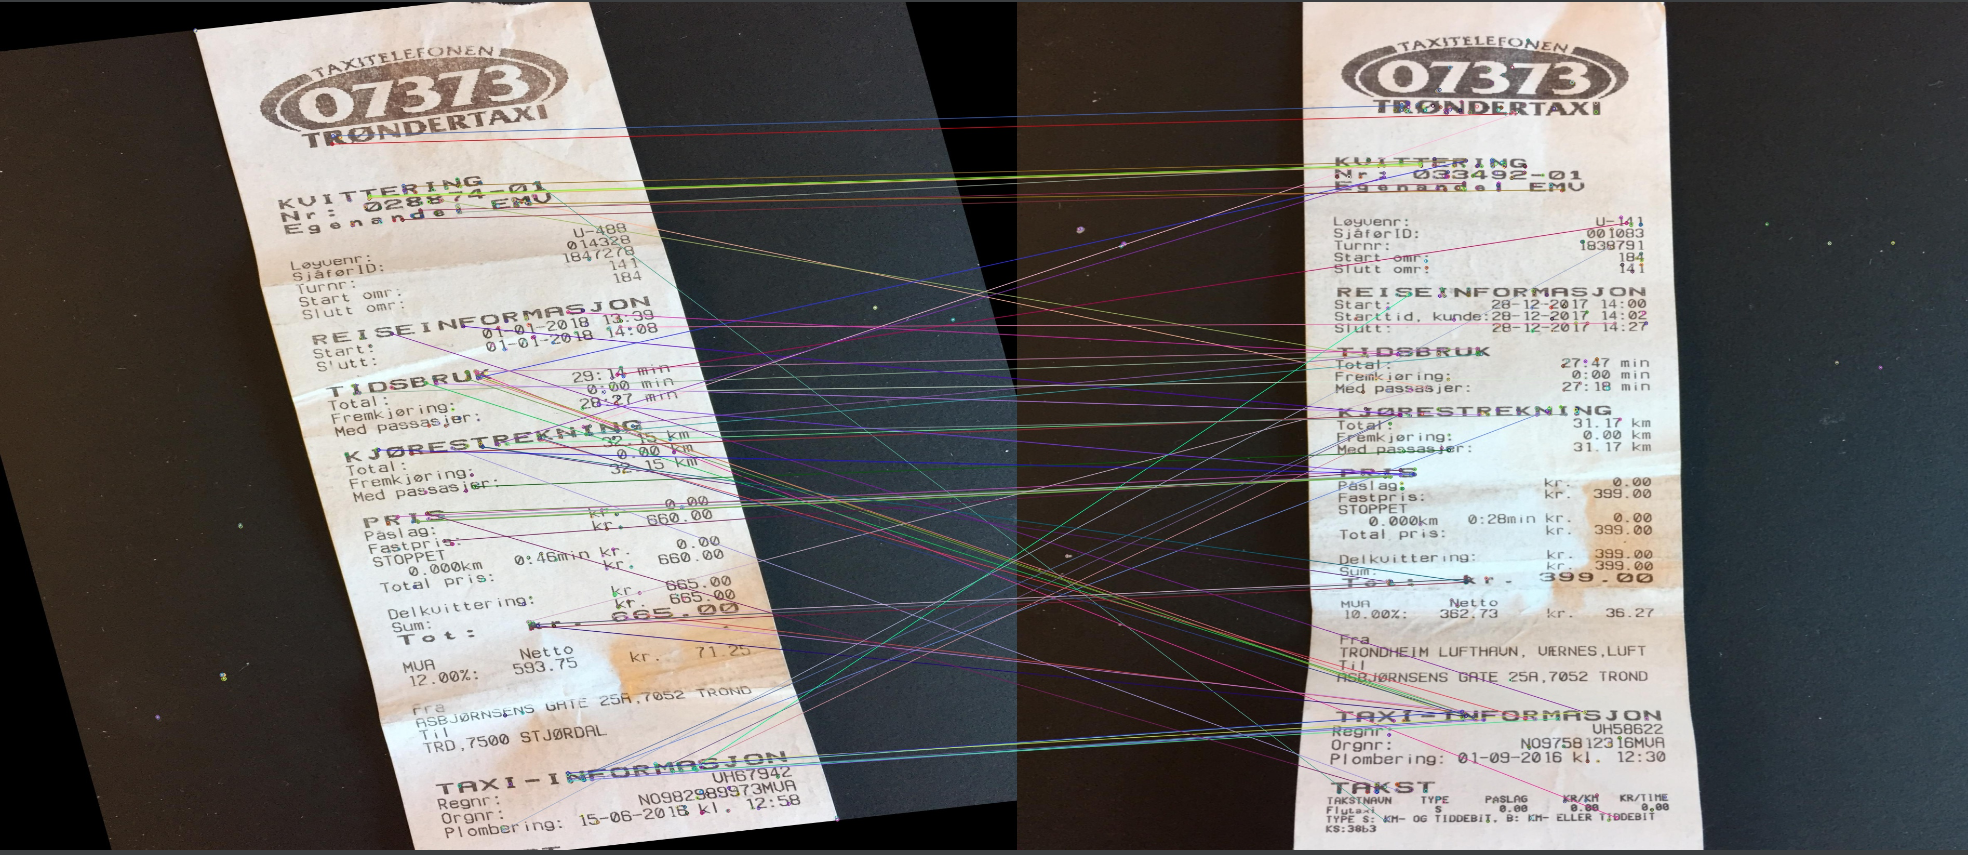 TAXITELEFONEN
07373
TRØNDERTAXI
KVITTERING
Nr: 028874-01
Egenandel EMV
Løyvenr: U-488
SjåførID: 014328
Turnr: 1847278
Start omr: 141
Slutt omr: 184
REISEINFORMASJON
Start: 01-01-2018 13:39
Slutt: 01-01-2018 14:08
TIDSBRUK
Total: 29:14 min
Fremkjøring: 0:00 min
Med passasjer: 28:27 min
KJØRESTREKNING
Total: 32.15 km
Fremkjøring: 0.00 km
Med passasjer: 32.15 km
PRIS
Påslag: kr. 0.00
Fastpris: kr. 660.00
STOPPET
0.000km 0:46min kr. 0.00
Total pris: kr. 660.00
Delkvittering: kr. 665.00
Sum: kr. 665.00
Tot: kr. 665.00
MVA Netto
12.00%: 593.75 kr. 71.25
Fra
ASBJØRNSENS GATE 25A,7052 TROND
Til
TRD,7500 STJØRDAL
TAXI-INFORMASJON
Regnr: VH67942
Orgnr: NO982989973MVA
Plombering: 15-06-2018 kl. 12:58
TAXITELEFONEN
07373
TRØNDERTAXI
KVITTERING
Nr: 033492-01
Egenandel EMV
Løyvenr: U-141
SjåførID: 001083
Turnr: 1838791
Start omr: 184
Slutt omr: 141
REISEINFORMASJON
Start: 28-12-2017 14:00
Starttid, kunde:28-12-2017 14:02
Slutt: 28-12-2017 14:27
TIDSBRUK
Total: 27:47 min
Fremkjøring: 0:00 min
Med passasjer: 27:18 min
KJØRESTREKNING
Total: 31.17 km
Fremkjøring: 0.00 km
Med passasjer: 31.17 km
PRIS
Påslag: kr. 0.00
Fastpris: kr. 399.00
STOPPET
0.000km 0:28min kr. 0.00
Total pris: kr. 399.00
Delkvittering: kr. 399.00
Sum: kr. 399.00
Tot: kr. 399.00
MVA Netto
10.00%: 362.73 kr. 36.27
Fra
TRONDHEIM LUFTHAVN, VÆRNES,LUFT
Til
ASBJØRNSENS GATE 25A,7052 TROND
TAXI-INFORMASJON
Regnr: VH58622
Orgnr: NO975812316MVA
Plombering: 01-09-2016 kl. 12:30
TAKST
TAKSTNAVN TYPE PASLAG KR/KM KR/TIME
Flytaxi S 0.00 0.00 0.00
TYPE S: KM- OG TIDDEBIT, B: KM- ELLER TIDDEBIT
KS:38b3